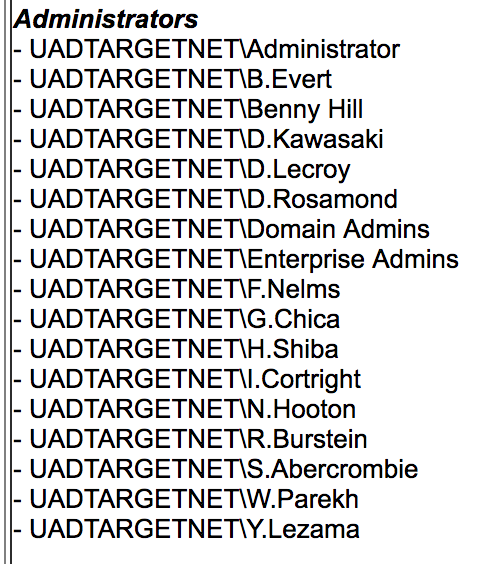 Administrators
- UADTARGETNET\Administrator
- UADTARGETNET\B.Evert
- UADTARGETNET\Benny Hill
- UADTARGETNET\D.Kawasaki
- UADTARGETNET\D.Lecroy
- UADTARGETNET\D.Rosamond
- UADTARGETNET\Domain Admins
- UADTARGETNET\Enterprise Admins
- UADTARGETNET\F.Nelms
- UADTARGETNET\G.Chica
- UADTARGETNET\H.Shiba
- UADTARGETNET\I.Cortright
- UADTARGETNET\N.Hooton
- UADTARGETNET\R.Burstein
- UADTARGETNET\S.Abercrombie
- UADTARGETNET\W.Parekh
- UADTARGETNET\Y.Lezama